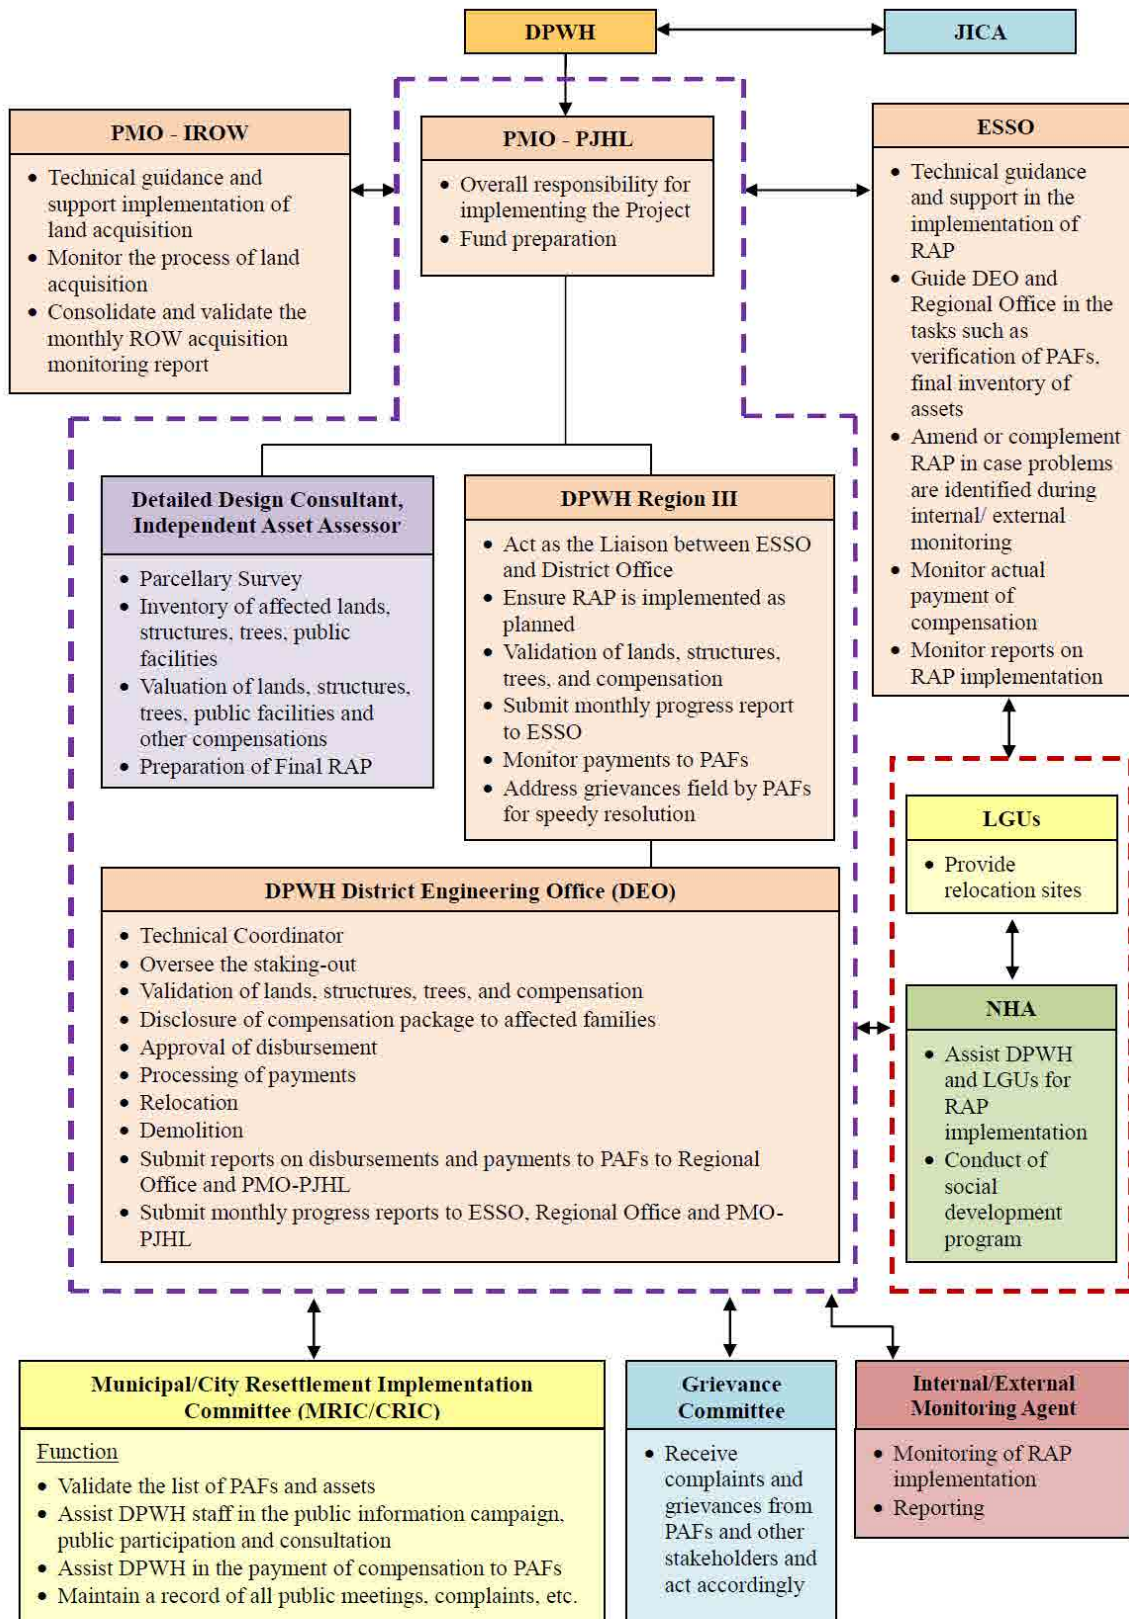 DPWH
JICA
PMO - IROW
• Technical guidance and
support implementation of
land acquisition
• Monitor the process of land
acquisition
• Consolidate and validate the
monthly ROW acquisition
monitoring report
PMO - PJHL
• Overall responsibility for
implementing the Project
• Fund preparation
ESSO
• Technical guidance
and support in the
implementation of
RAP
• Guide DEO and
Regional Office in the
tasks such as
verification of PAFs,
final inventory of
assets
• Amend or complement
RAP in case problems
are identified during
internal/ external
monitoring
• Monitor actual
payment of
compensation
• Monitor reports on
RAP implementation
Detailed Design Consultant,
Independent Asset Assessor
• Parcellary Survey
• Inventory of affected lands,
structures, trees, public
facilities
• Valuation of lands, structures,
trees, public facilities and
other compensations
• Preparation of Final RAP
DPWH Region III
• Act as the Liaison between ESSO
and District Office
• Ensure RAP is implemented as
planned
• Validation of lands, structures,
trees, and compensation
• Submit monthly progress report
to ESSO
• Monitor payments to PAFs
• Address grievances field by PAFs
for speedy resolution
LGUs
• Provide
relocation sites
DPWH District Engineering Office (DEO)
• Technical Coordinator
• Oversee the staking-out
• Validation of lands, structures, trees, and compensation
• Disclosure of compensation package to affected families
• Approval of disbursement
• Processing of payments
• Relocation
• Demolition
• Submit reports on disbursements and payments to PAFs to Regional
Office and PMO-PJHL
• Submit monthly progress reports to ESSO, Regional Office and PMO-
PJHL
NHA
• Assist DPWH
and LGUs for
RAP
implementation
• Conduct of
social
development
program
Municipal/City Resettlement Implementation
Committee (MRIC/CRIC)
Function
• Validate the list of PAFs and assets
• Assist DPWH staff in the public information campaign,
public participation and consultation
• Assist DPWH in the payment of compensation to PAFs
• Maintain a record of all public meetings, complaints, etc.
Grievance
Committee
• Receive
complaints and
grievances from
PAFs and other
stakeholders and
act accordingly
Internal/External
Monitoring Agent
• Monitoring of RAP
implementation
• Reporting